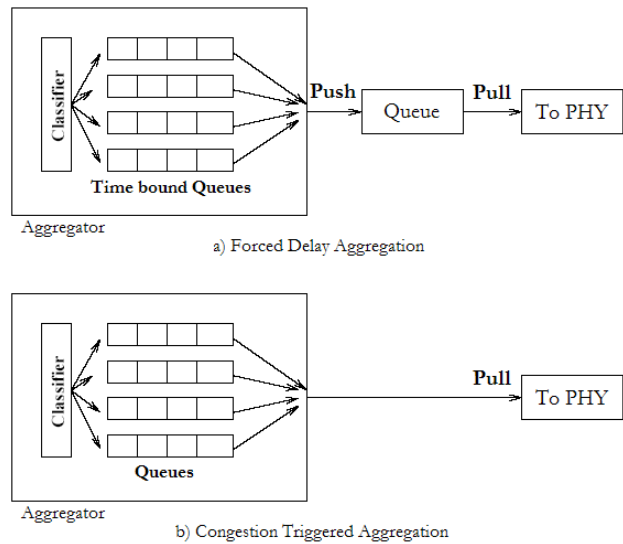 Classifier
Time bound Queues
Push
Queue
Pull
To PHY
Aggregator
a) Forced Delay Aggregation
Classifier
Queues
Pull
To PHY
Aggregator
b) Congestion Triggered Aggregation